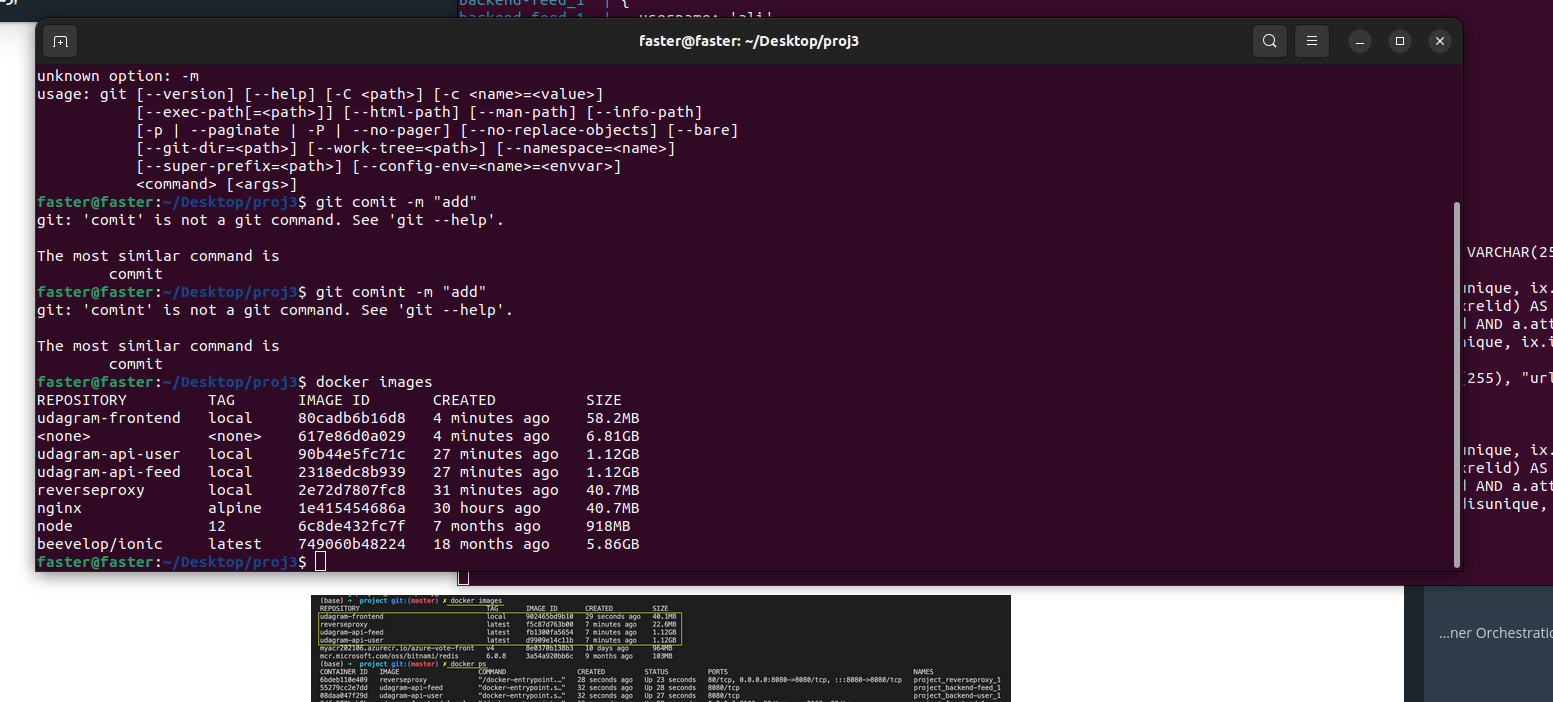 backend-feed_1 | {
backend-feed_1 | username: 'ali'
faster@faster: ~/Desktop/proj3
unknown option: -m
usage: git [--version] [--help] [-C <path>] [-c <name>=<value>]
           [--exec-path[=<path>]] [--html-path] [--man-path] [--info-path]
           [-p | --paginate | -P | --no-pager] [--no-replace-objects] [--bare]
           [--git-dir=<path>] [--work-tree=<path>] [--namespace=<name>]
           [--super-prefix=<path>] [--config-env=<name>=<envvar>]
           <command> [<args>]
faster@faster:~/Desktop/proj3$ git comit -m "add"
git: 'comit' is not a git command. See 'git --help'.
The most similar command is
        commit
faster@faster:~/Desktop/proj3$ git comint -m "add"
git: 'comint' is not a git command. See 'git --help'.
The most similar command is
        commit
faster@faster:~/Desktop/proj3$ docker images
REPOSITORY         TAG       IMAGE ID       CREATED          SIZE
udagram-frontend   local     80cadb6b16d8   4 minutes ago    58.2MB
<none>             <none>    617e86d0a029   4 minutes ago    6.81GB
udagram-api-user   local     90b44e5fc71c   27 minutes ago   1.12GB
udagram-api-feed   local     2318edc8b939   27 minutes ago   1.12GB
reverseproxy       local     2e72d7807fc8   31 minutes ago   40.7MB
nginx              alpine    1e415454686a   30 hours ago     40.7MB
node               12        6c8de432fc7f   7 months ago     918MB
beevelop/ionic     latest    749060b48224   18 months ago    5.86GB
faster@faster:~/Desktop/proj3$
VARCHAR(25
unique, ix.
xrelid) AS
AND a.att
nique, ix.i
(255), "url
unique, ix.
xrelid) AS
AND a.att
disunique,
(base) → project git:(master) ✗ docker images
REPOSITORY TAG IMAGE ID CREATED SIZE
udagram-frontend local 902465bd9b10 29 seconds ago 40.1MB
reverseproxy latest f5c87d763b00 7 minutes ago 22.6MB
udagram-api-feed latest fb1300fa5654 7 minutes ago 1.12GB
udagram-api-user latest d9909e14c11b 7 minutes ago 1.12GB
myacr202106.azurecr.io/azure-vote-front v4 8e0370b138b3 10 days ago 964MB
mcr.microsoft.com/oss/bitnami/redis 6.0.8 3a54a920bb6c 9 months ago 103MB
(base) → project git:(master) ✗ docker ps
CONTAINER ID IMAGE COMMAND CREATED STATUS PORTS NAMES
6bdeb110e409 reverseproxy "/docker-entrypoint.…" 28 seconds ago Up 23 seconds 80/tcp, 0.0.0.0:8080->8080/tcp, :::8080->8080/tcp project_reverseproxy_1
55279cc2e7dd udagram-api-feed "docker-entrypoint.s…" 32 seconds ago Up 28 seconds 8080/tcp project_backend-feed_1
08daa047f29d udagram-api-user "docker-entrypoint.s…" 32 seconds ago Up 27 seconds 8080/tcp project_backend-user_1
...ner Orchestratio